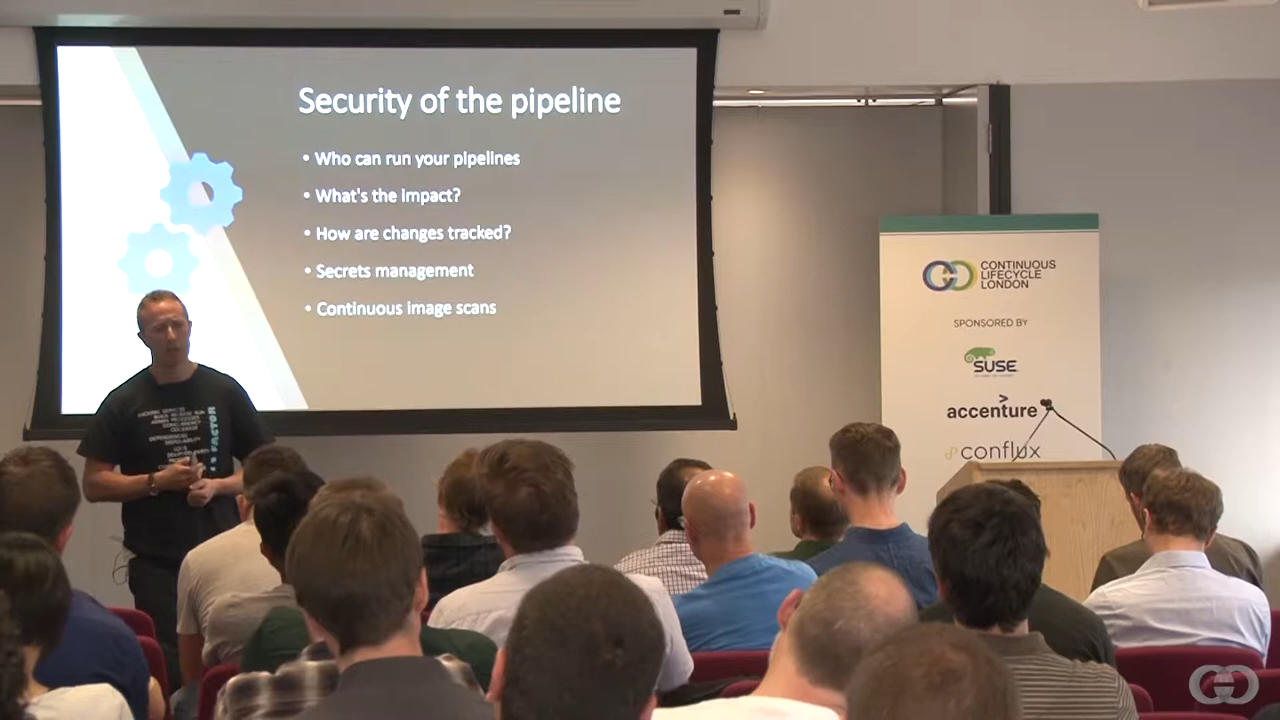 Security of the pipeline
• Who can run your pipelines
• What's the impact?
• How are changes tracked?
• Secrets management
• Continuous image scans
CONTINUOUS
LIFECYCLE
LONDON
SPONSORED BY
SUSE
accenture
conflux
FACTOR